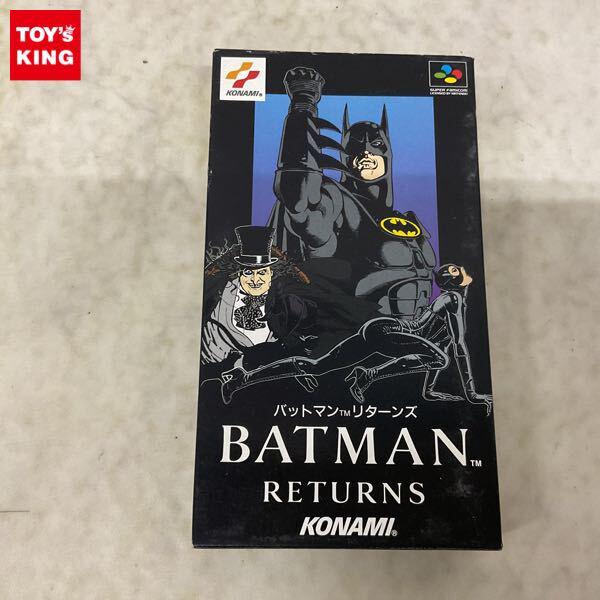 TOY's
KING
KONAMI®
SUPER FAMICOM
LICENSED BY NINTENDO
バットマン™リターンズ
BATMAN™
RETURNS
KONAMI®